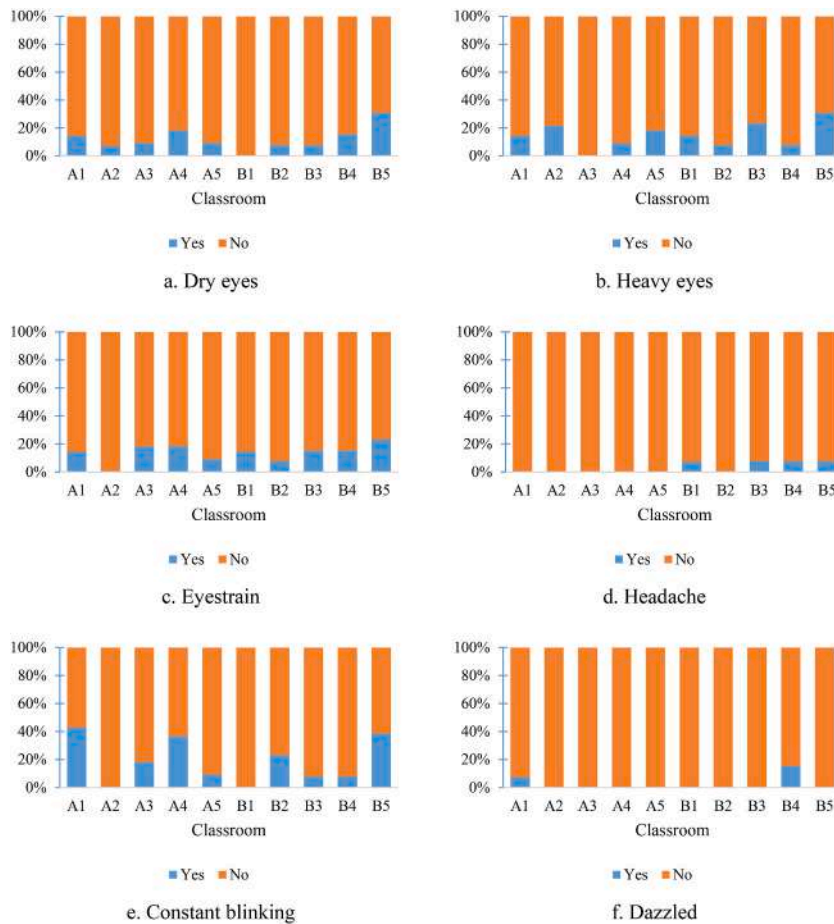 100%
80%
60%
40%
20%
0%
A1 A2 A3 A4 A5 B1 B2 B3 B4 B5
Classroom
Yes No
a. Dry eyes
100%
80%
60%
40%
20%
0%
A1 A2 A3 A4 A5 B1 B2 B3 B4 B5
Classroom
Yes No
b. Heavy eyes
100%
80%
60%
40%
20%
0%
A1 A2 A3 A4 A5 B1 B2 B3 B4 B5
Classroom
Yes No
c. Eyestrain
100%
80%
60%
40%
20%
0%
A1 A2 A3 A4 A5 B1 B2 B3 B4 B5
Classroom
Yes No
d. Headache
100%
80%
60%
40%
20%
0%
A1 A2 A3 A4 A5 B1 B2 B3 B4 B5
Classroom
Yes No
e. Constant blinking
100%
80%
60%
40%
20%
0%
A1 A2 A3 A4 A5 B1 B2 B3 B4 B5
Classroom
Yes No
f. Dazzled